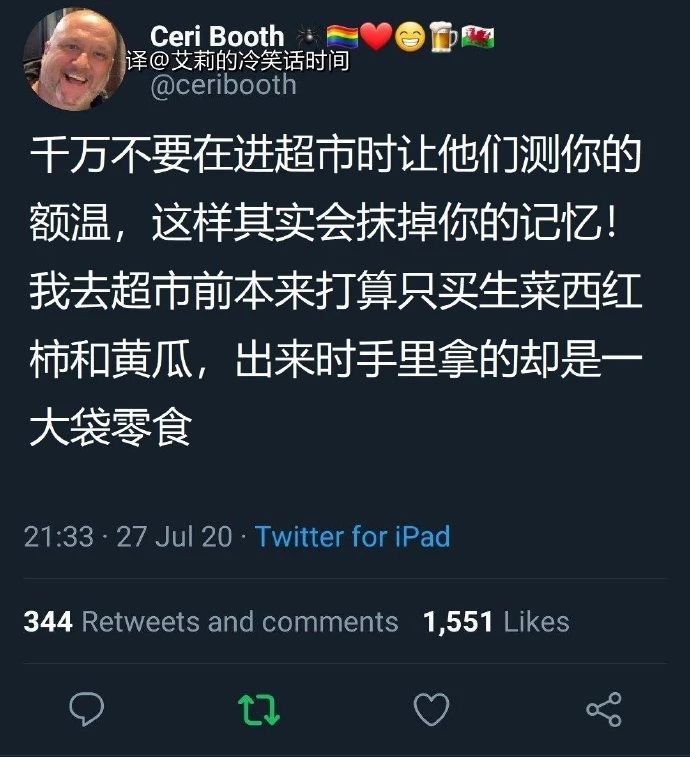 Ceri Booth 🕷️🏳️‍🌈❤️😁🍺🏴󠁧󠁢󠁷󠁬󠁳󠁿
译@艾莉的冷笑话时间
@ceribooth
千万不要在进超市时让他们测你的
额温，这样其实会抹掉你的记忆！
我去超市前本来打算只买生菜西红
柿和黄瓜，出来时手里拿的却是一
大袋零食
21:33 · 27 Jul 20 · Twitter for iPad
344 Retweets and comments 1,551 Likes